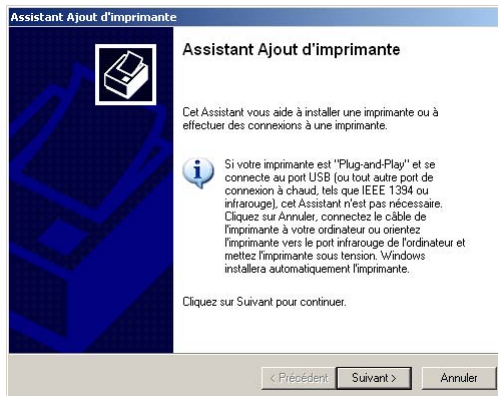 Assistant Ajout d'imprimante
Assistant Ajout d'imprimante
Cet Assistant vous aide à installer une imprimante ou à
effectuer des connexions à une imprimante.
Si votre imprimante est "Plug-and-Play" et se
connecte au port USB (ou tout autre port de
connexion à chaud, tels que IEEE 1394 ou
infrarouge), cet Assistant n'est pas nécessaire.
Cliquez sur Annuler, connectez le câble de
l'imprimante à votre ordinateur ou orientez
l'imprimante vers le port infrarouge de l'ordinateur et
mettez l'imprimante sous tension. Windows
installera automatiquement l'imprimante.
Cliquez sur Suivant pour continuer.
< Précédent Suivant > Annuler